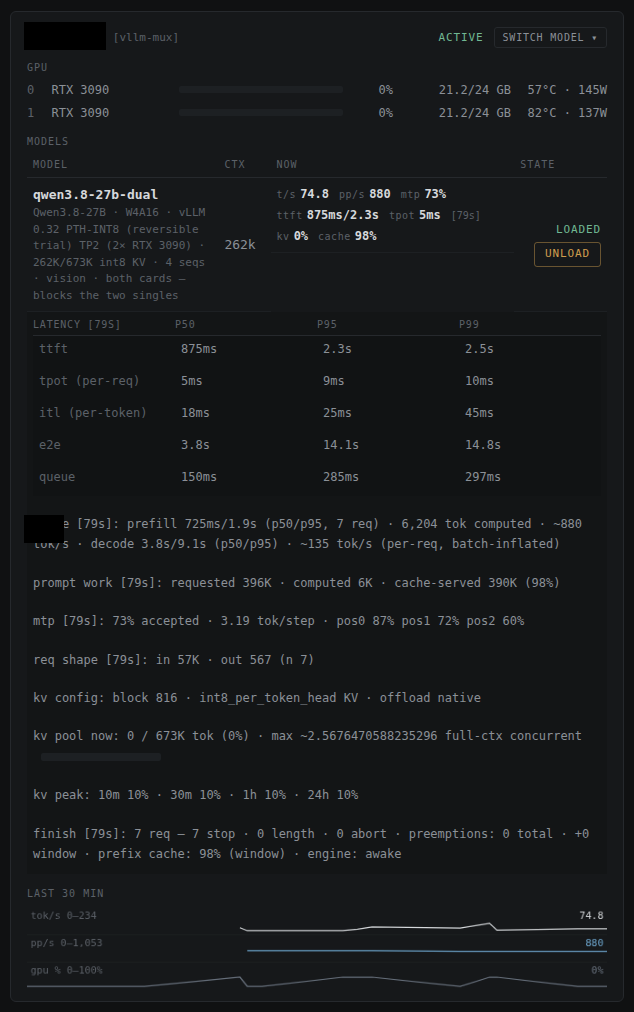 [vllm-mux] ACTIVE SWITCH MODEL ▾
GPU
0 RTX 3090 0% 21.2/24 GB 57°C · 145W
1 RTX 3090 0% 21.2/24 GB 82°C · 137W
MODELS
MODEL CTX NOW STATE
qwen3.8-27b-dual
Qwen3.8-27B · W4A16 · vLLM
0.32 PTH-INT8 (reversible
trial) TP2 (2× RTX 3090) ·
262K/673K int8 KV · 4 seqs
· vision · both cards —
blocks the two singles
262k
t/s 74.8 pp/s 880 mtp 73%
ttft 875ms/2.3s tpot 5ms [79s]
kv 0% cache 98%
LOADED
UNLOAD
LATENCY [79S] P50 P95 P99
ttft 875ms 2.3s 2.5s
tpot (per-req) 5ms 9ms 10ms
itl (per-token) 18ms 25ms 45ms
e2e 3.8s 14.1s 14.8s
queue 150ms 285ms 297ms
[79s]: prefill 725ms/1.9s (p50/p95, 7 req) · 6,204 tok computed · ~880
tok/s · decode 3.8s/9.1s (p50/p95) · ~135 tok/s (per-req, batch-inflated)
prompt work [79s]: requested 396K · computed 6K · cache-served 390K (98%)
mtp [79s]: 73% accepted · 3.19 tok/step · pos0 87% pos1 72% pos2 60%
req shape [79s]: in 57K · out 567 (n 7)
kv config: block 816 · int8_per_token_head KV · offload native
kv pool now: 0 / 673K tok (0%) · max ~2.5676470588235296 full-ctx concurrent
kv peak: 10m 10% · 30m 10% · 1h 10% · 24h 10%
finish [79s]: 7 req — 7 stop · 0 length · 0 abort · preemptions: 0 total · +0
window · prefix cache: 98% (window) · engine: awake
LAST 30 MIN
tok/s 0–234 74.8
pp/s 0–1,053 880
gpu % 0–100% 0%